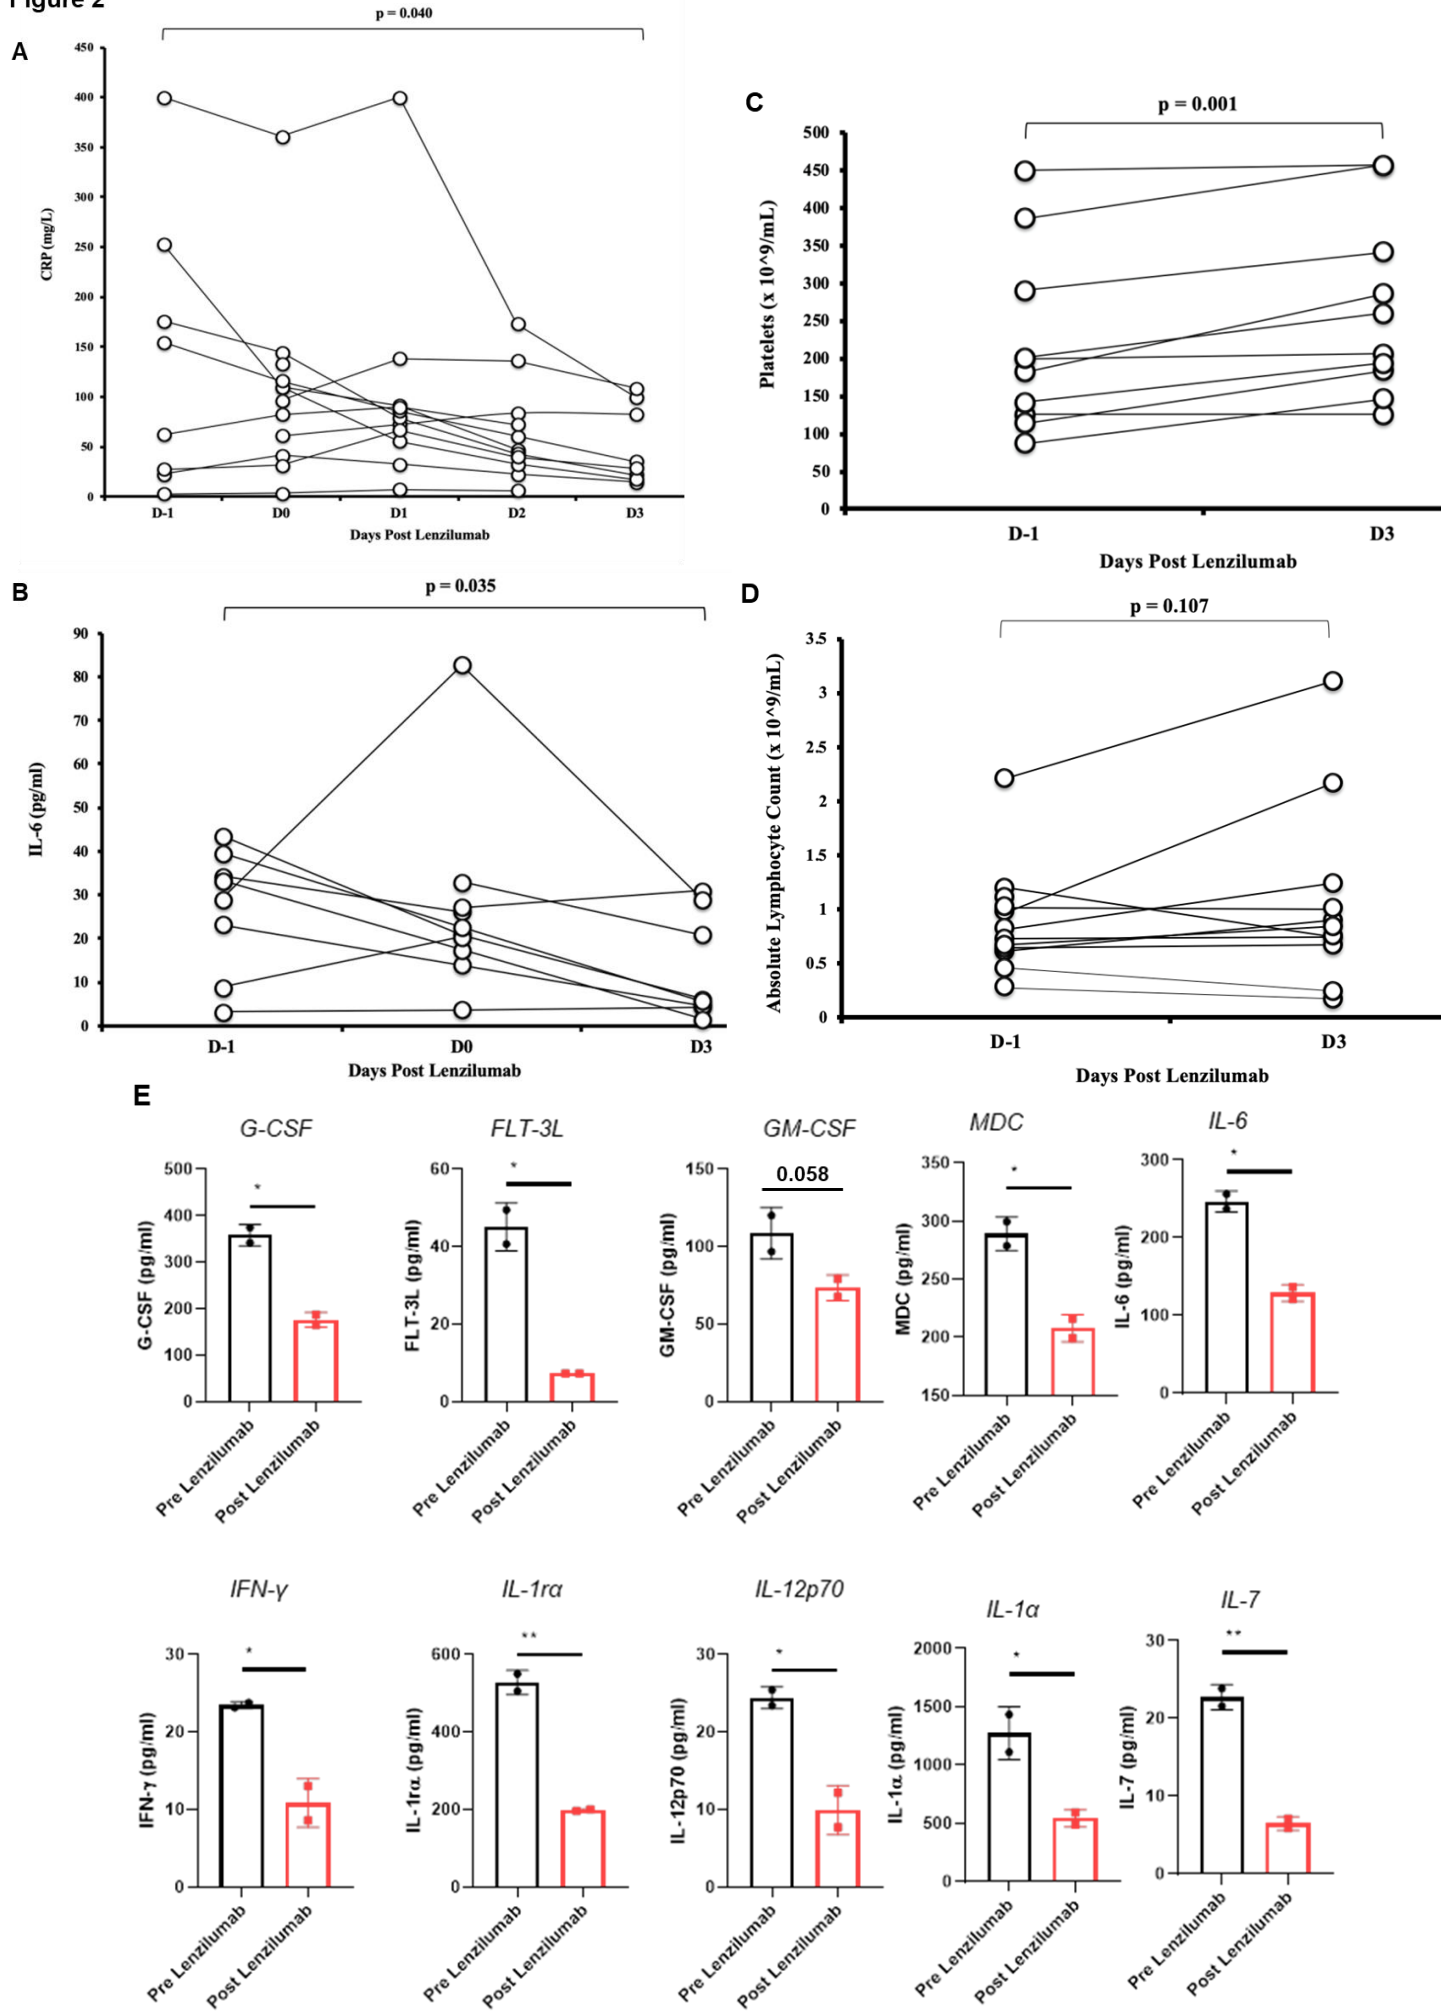 Figure 2
A
p = 0.040
450
400
350
300
250
200
150
100
50
0
CRP (mg/L)
D-1 D0 D1 D2 D3
Days Post Lenzilumab
B
p = 0.035
90
80
70
60
50
40
30
20
10
0
IL-6 (pg/ml)
D-1 D0 D3
Days Post Lenzilumab
C
p = 0.001
500
450
400
350
300
250
200
150
100
50
0
Platelets (x 10^9/mL)
D-1 D3
Days Post Lenzilumab
D
p = 0.107
3.5
3
2.5
2
1.5
1
0.5
0
Absolute Lymphocyte Count (x 10^9/mL)
D-1 D3
Days Post Lenzilumab
E
G-CSF
*
500
400
300
200
100
0
G-CSF (pg/ml)
Pre Lenzilumab
Post Lenzilumab
FLT-3L
*
60
40
20
0
FLT-3L (pg/ml)
Pre Lenzilumab
Post Lenzilumab
GM-CSF
0.058
150
100
50
0
GM-CSF (pg/ml)
Pre Lenzilumab
Post Lenzilumab
MDC
*
350
300
250
200
150
MDC (pg/ml)
Pre Lenzilumab
Post Lenzilumab
IL-6
*
300
200
100
0
IL-6 (pg/ml)
Pre Lenzilumab
Post Lenzilumab
IFN-γ
*
30
20
10
0
IFN-γ (pg/ml)
Pre Lenzilumab
Post Lenzilumab
IL-1rα
**
600
400
200
0
IL-1rα (pg/ml)
Pre Lenzilumab
Post Lenzilumab
IL-12p70
*
30
20
10
0
IL-12p70 (pg/ml)
Pre Lenzilumab
Post Lenzilumab
IL-1α
*
2000
1500
1000
500
0
IL-1α (pg/ml)
Pre Lenzilumab
Post Lenzilumab
IL-7
**
30
20
10
0
IL-7 (pg/ml)
Pre Lenzilumab
Post Lenzilumab